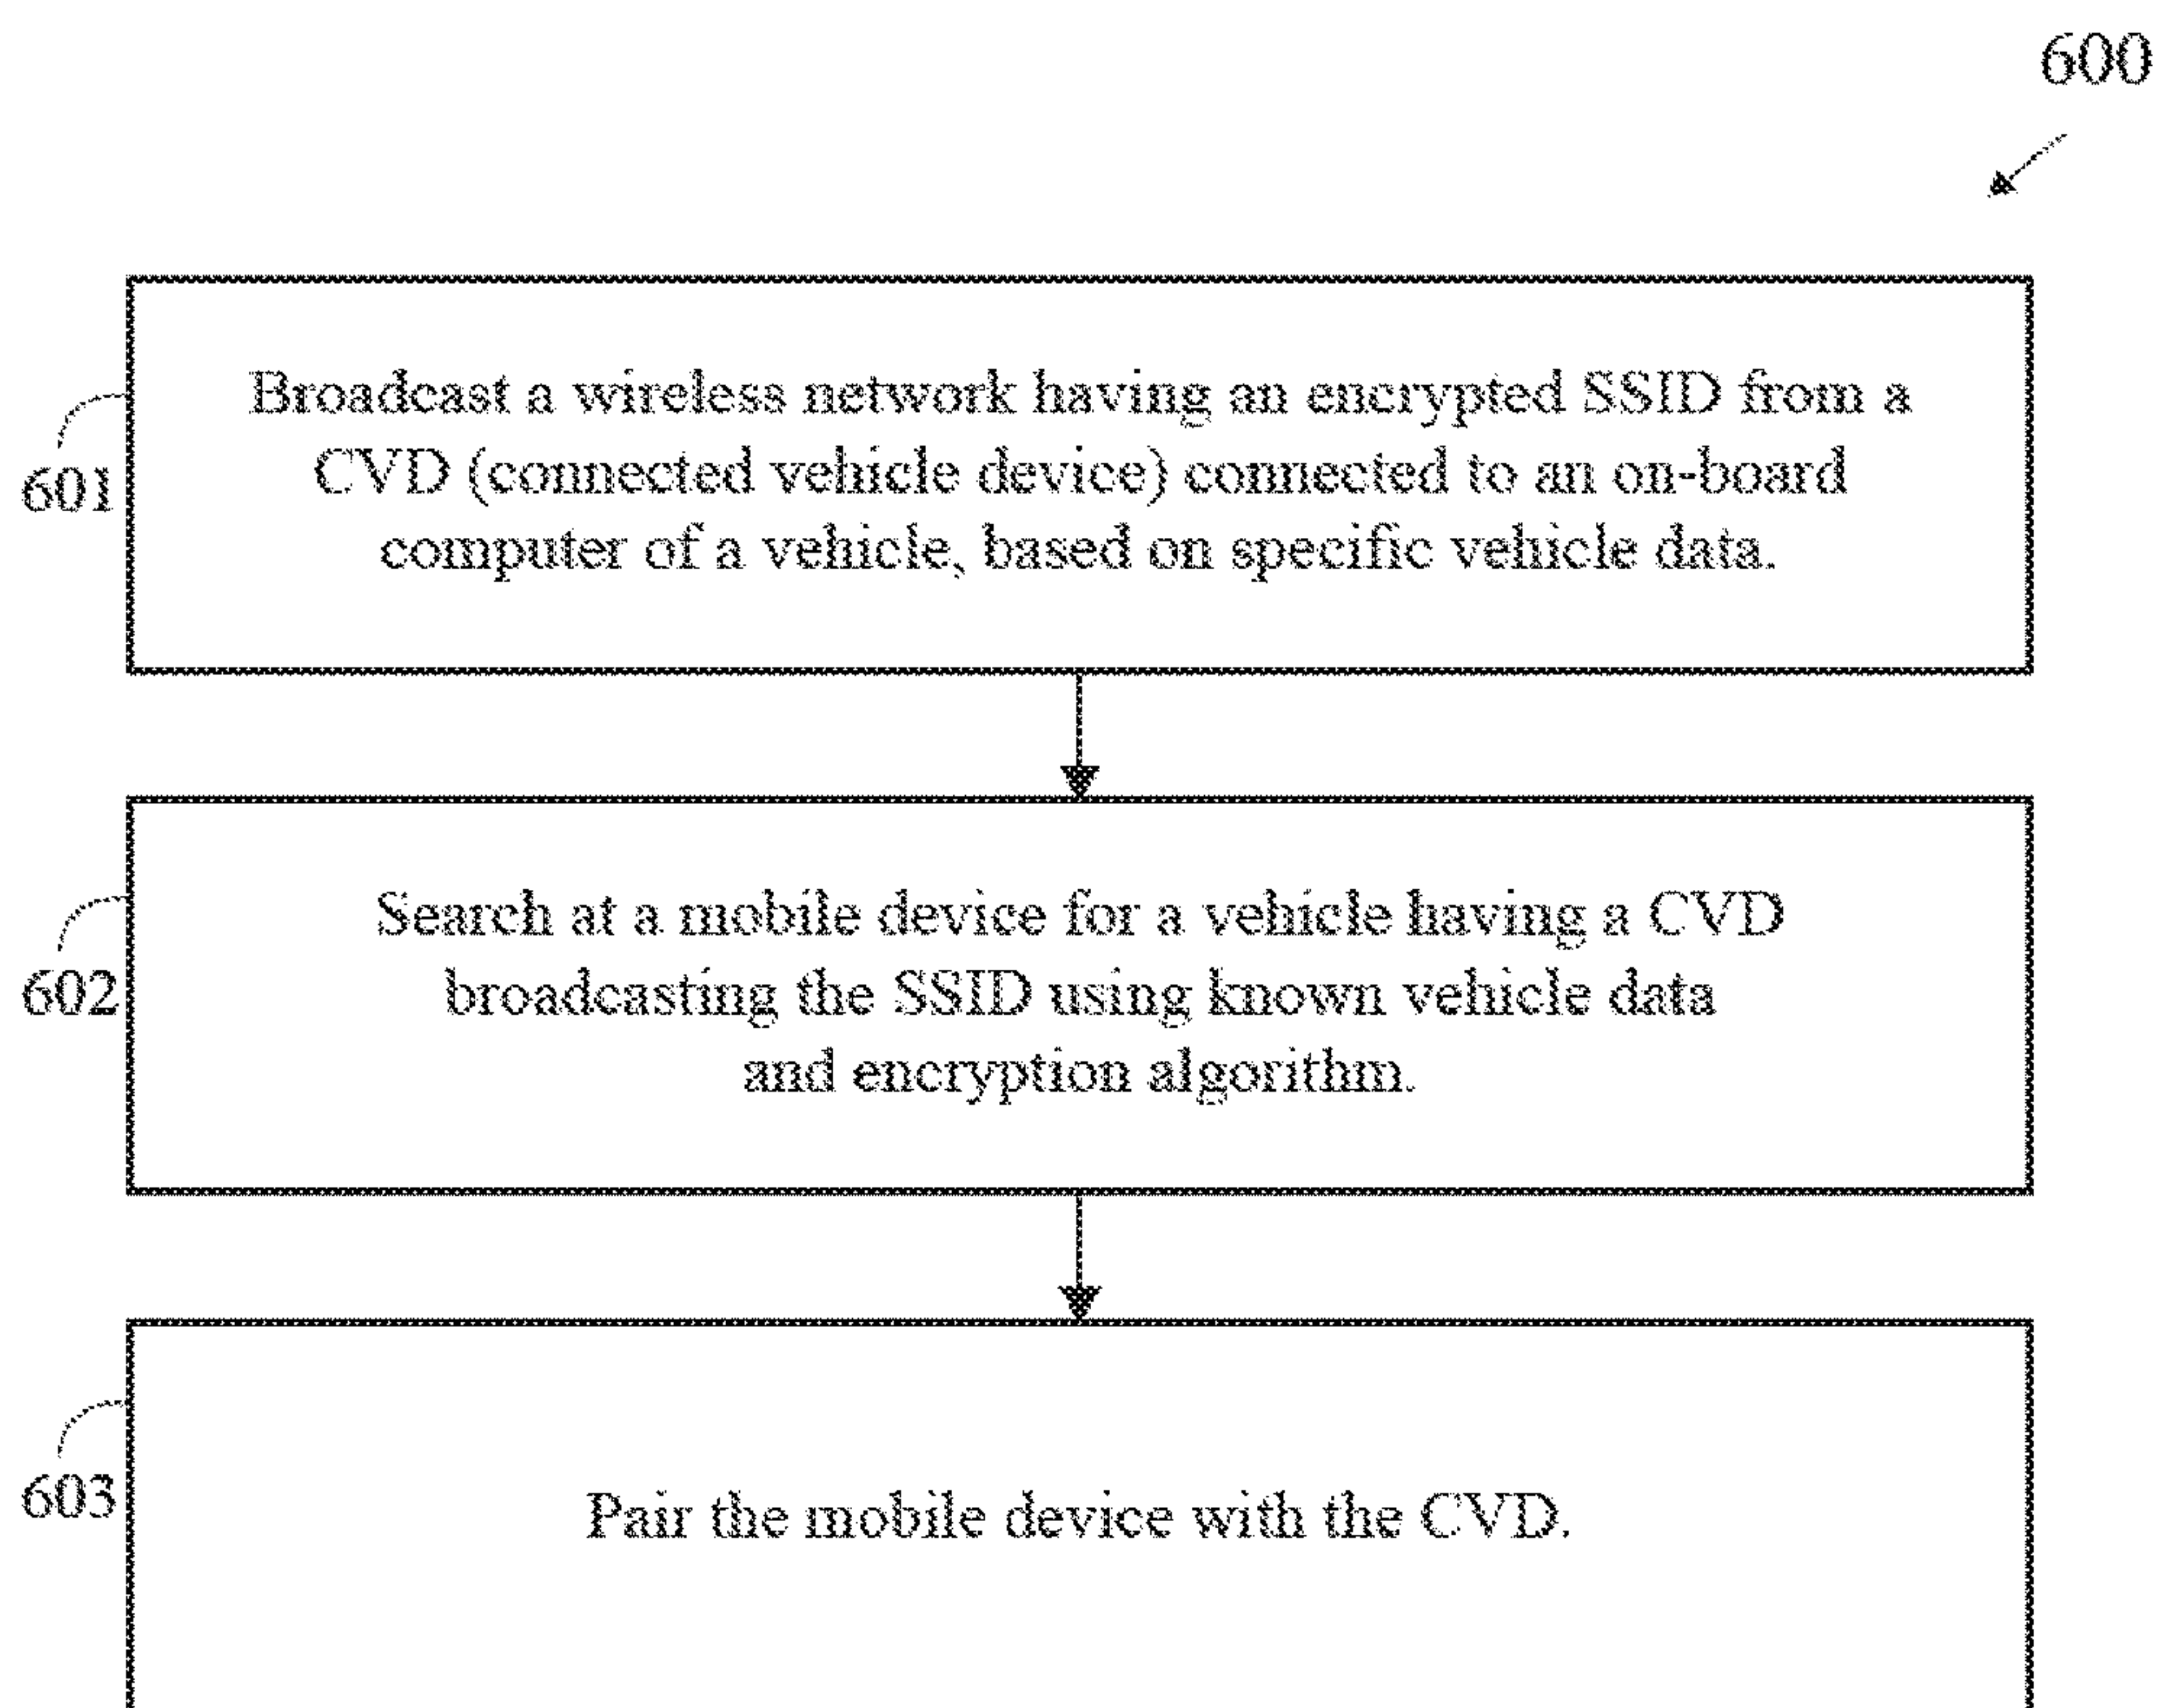 600
Broadcast a wireless network having an encrypted SSID from a
CVD (connected vehicle device) connected to an on-board
computer of a vehicle, based on specific vehicle data.
601
Search at a mobile device for a vehicle having a CVD
broadcasting the SSID using known vehicle data
and encryption algorithm.
602
Pair the mobile device with the CVD.
603